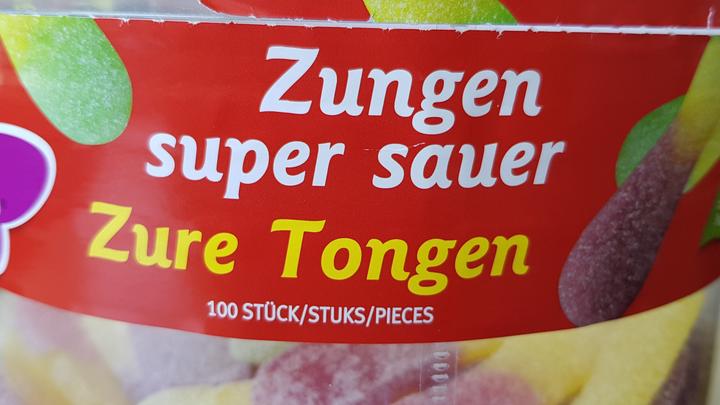 Zungen
super sauer
Zure Tongen
100 STÜCK/STUKS/PIECES